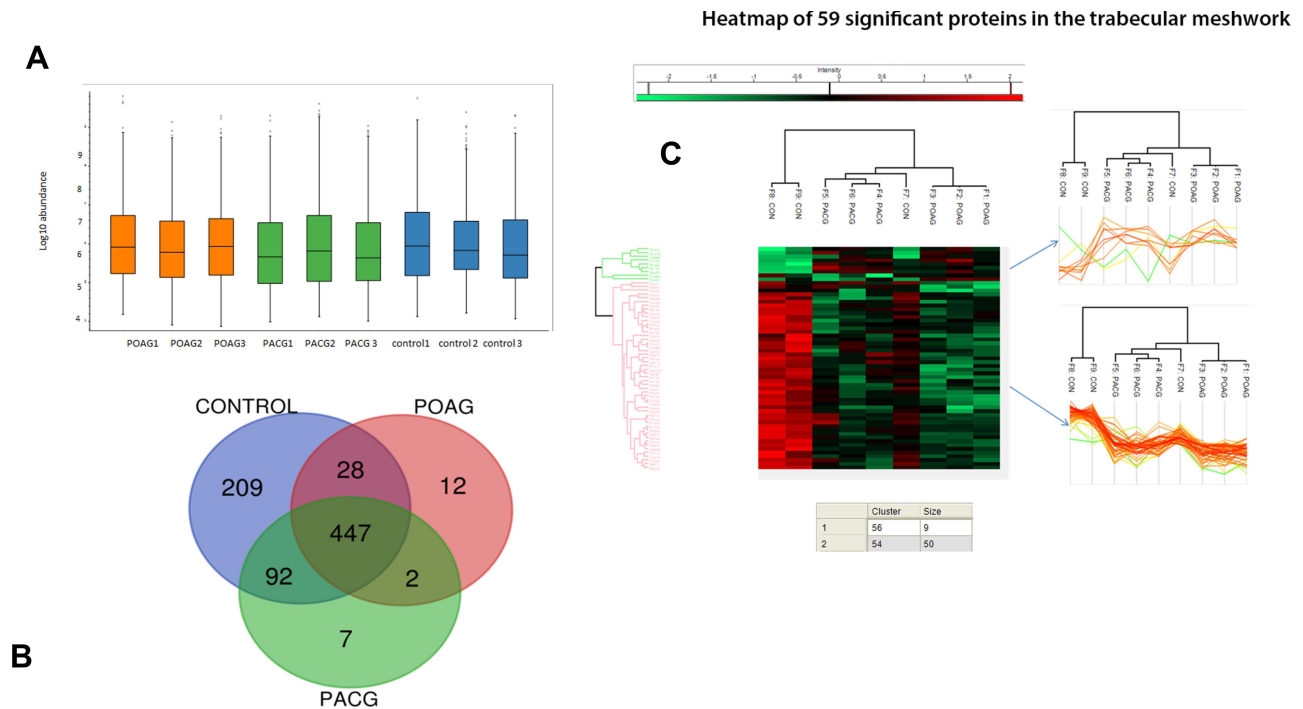 Heatmap of 59 significant proteins in the trabecular meshwork
A
Log10 abundance
9
8
7
6
5
4
POAG1 POAG2 POAG3 PACG1 PACG2 PACG 3 control1 control 2 control 3
CONTROL POAG
209 28 12
447
92 2
7
PACG
B
C
Intensity
-2 -1.5 -1 -0.5 0 0.5 1 1.5 2
F8: CON F9: CON F5: PACG F6: PACG F4: PACG F7: CON F3: POAG F2: POAG F1: POAG
Cluster Size
1 56 9
2 54 50
F8: CON F9: CON F5: PACG F6: PACG F4: PACG F7: CON F3: POAG F2: POAG F1: POAG
F8: CON F9: CON F5: PACG F6: PACG F4: PACG F7: CON F3: POAG F2: POAG F1: POAG